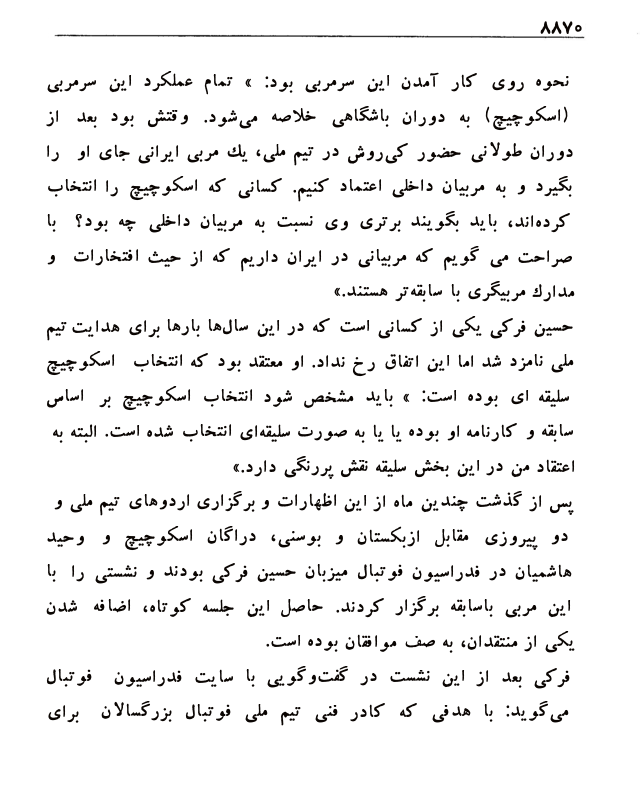 ۸۸۷۰
نحوه روی کار آمدن این سرمربی بود: » تمام عملکرد این سرمربی
(اسکوچیچ) به دوران باشگاهی خلاصه می‌شود. وقتش بود بعد از
دوران طولانی حضور کی‌روش در تیم ملی، یك مربی ایرانی جای او را
بگیرد و به مربیان داخلی اعتماد کنیم. کسانی که اسکوچیچ را انتخاب
کرده‌اند، باید بگویند برتری وی نسبت به مربیان داخلی چه بود؟ با
صراحت می گویم که مربیانی در ایران داریم که از حیث افتخارات و
مدارك مربیگری با سابقه‌تر هستند.»
حسین فرکی یکی از کسانی است که در این سال‌ها بارها برای هدایت تیم
ملی نامزد شد اما این اتفاق رخ نداد. او معتقد بود که انتخاب اسکوچیچ
سلیقه ای بوده است: » باید مشخص شود انتخاب اسکوچیچ بر اساس
سابقه و کارنامه او بوده یا یا به صورت سلیقه‌ای انتخاب شده است. البته به
اعتقاد من در این بخش سلیقه نقش پررنگی دارد.»
پس از گذشت چندین ماه از این اظهارات و برگزاری اردوهای تیم ملی و
دو پیروزی مقابل ازبکستان و بوسنی، دراگان اسکوچیچ و وحید
هاشمیان در فدراسیون فوتبال میزبان حسین فرکی بودند و نشستی را با
این مربی باسابقه برگزار کردند. حاصل این جلسه کوتاه، اضافه شدن
یکی از منتقدان، به صف موافقان بوده است.
فرکی بعد از این نشست در گفت‌وگویی با سایت فدراسیون فوتبال
می‌گوید: با هدفی که کادر فنی تیم ملی فوتبال بزرگسالان برای